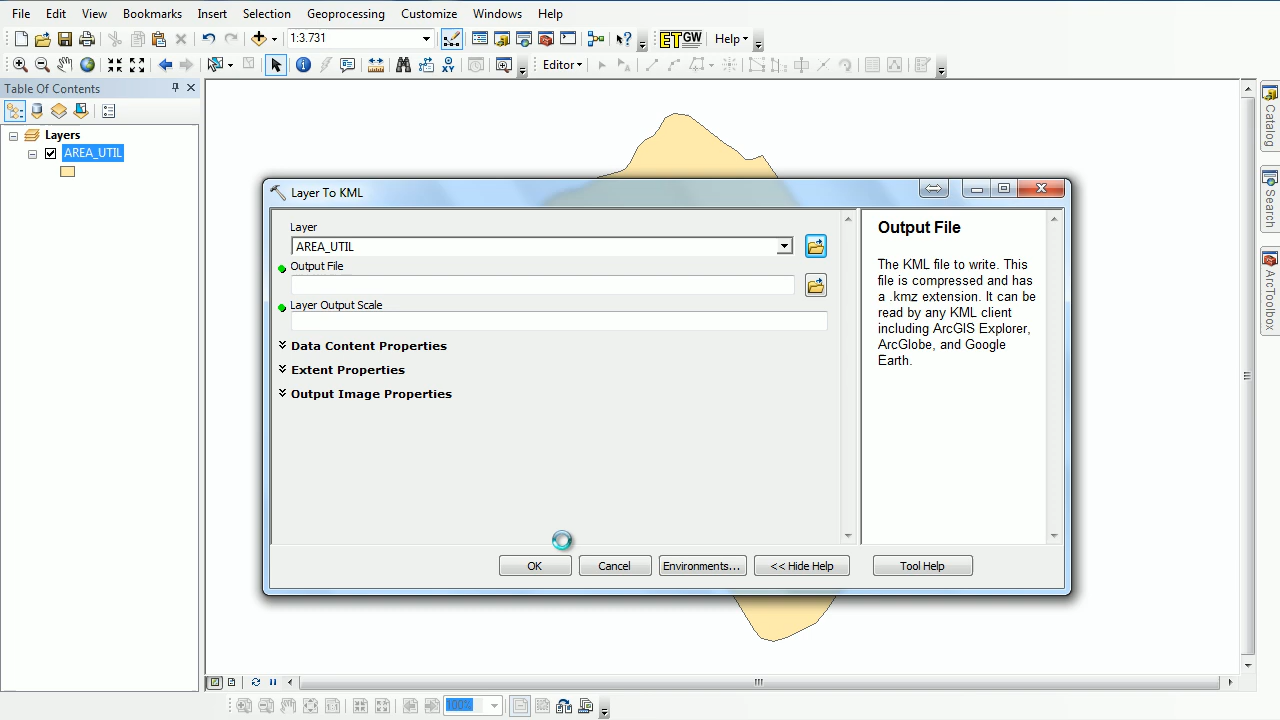 File Edit View Bookmarks Insert Selection Geoprocessing Customize Windows Help
1:3.731
ETGW Help
Editor
Table Of Contents
Layers
AREA_UTIL
Layer To KML
Layer
AREA_UTIL
Output File
Layer Output Scale
Data Content Properties
Extent Properties
Output Image Properties
OK Cancel Environments... << Hide Help Tool Help
Output File
The KML file to write. This
file is compressed and has
a .kmz extension. It can be
read by any KML client
including ArcGIS Explorer,
ArcGlobe, and Google
Earth.
Catalog
Search
ArcToolbox
100%